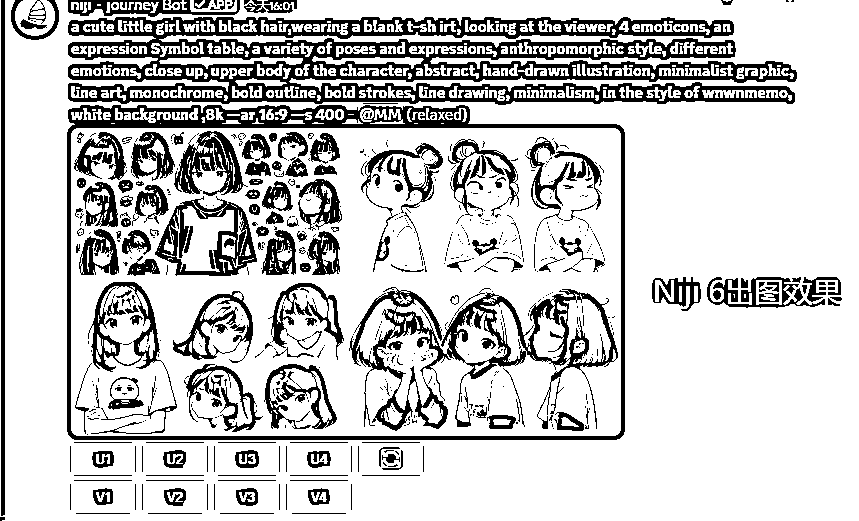 niji - journey Bot ✓APP 今天16:01
a cute little girl with black hair,wearing a blank t-sh irt, looking at the viewer, 4 emoticons, an
expression Symbol table, a variety of poses and expressions, anthropomorphic style, different
emotions, close up, upper body of the character, abstract, hand-drawn illustration, minimalist graphic,
line art, monochrome, bold outline, bold strokes, line drawing, minimalism, in the style of wnwnmemo,
white background ,8k —ar 16:9 —s 400 - @MM (relaxed)
Niji 6出图效果
U1 U2 U3 U4
V1 V2 V3 V4